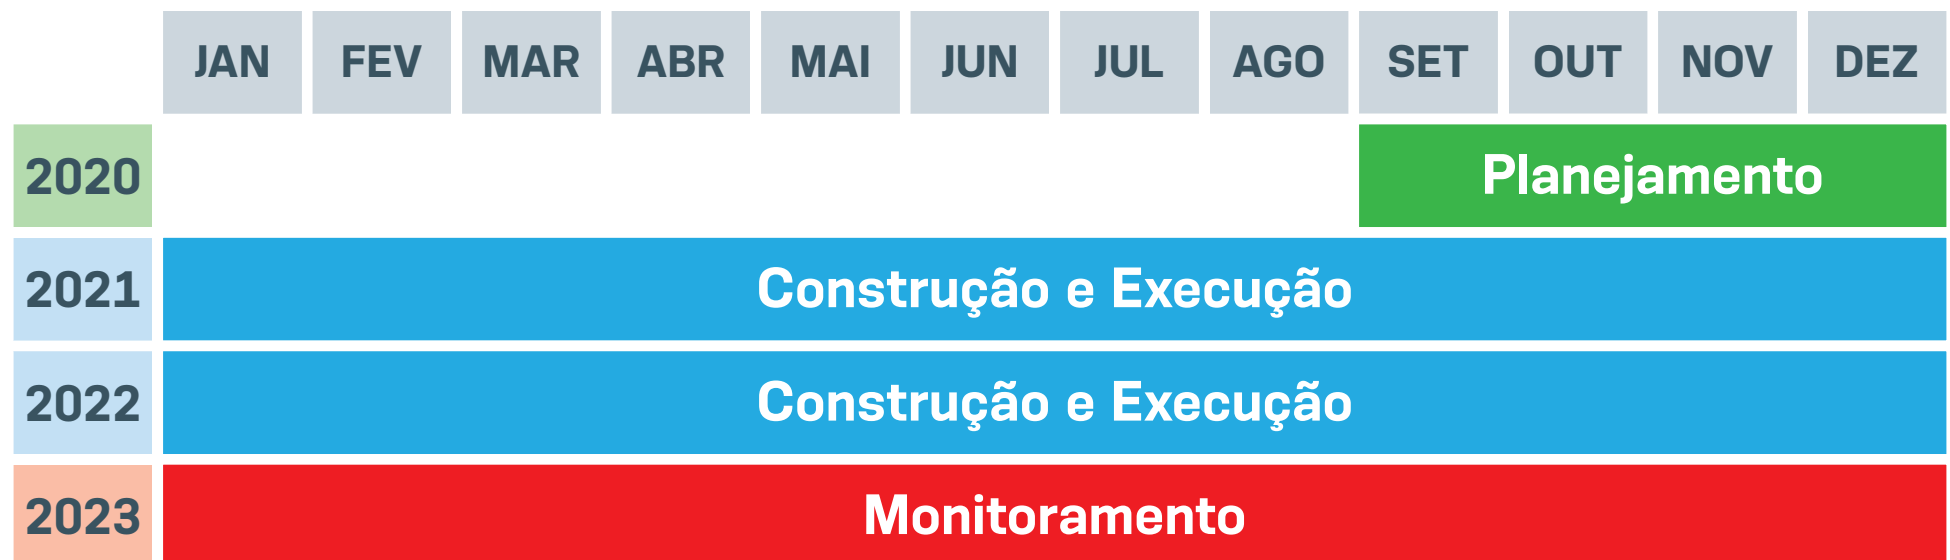 JAN FEV MAR ABR MAI JUN JUL AGO SET OUT NOV DEZ
2020 Planejamento
2021 Construção e Execução
2022 Construção e Execução
2023 Monitoramento